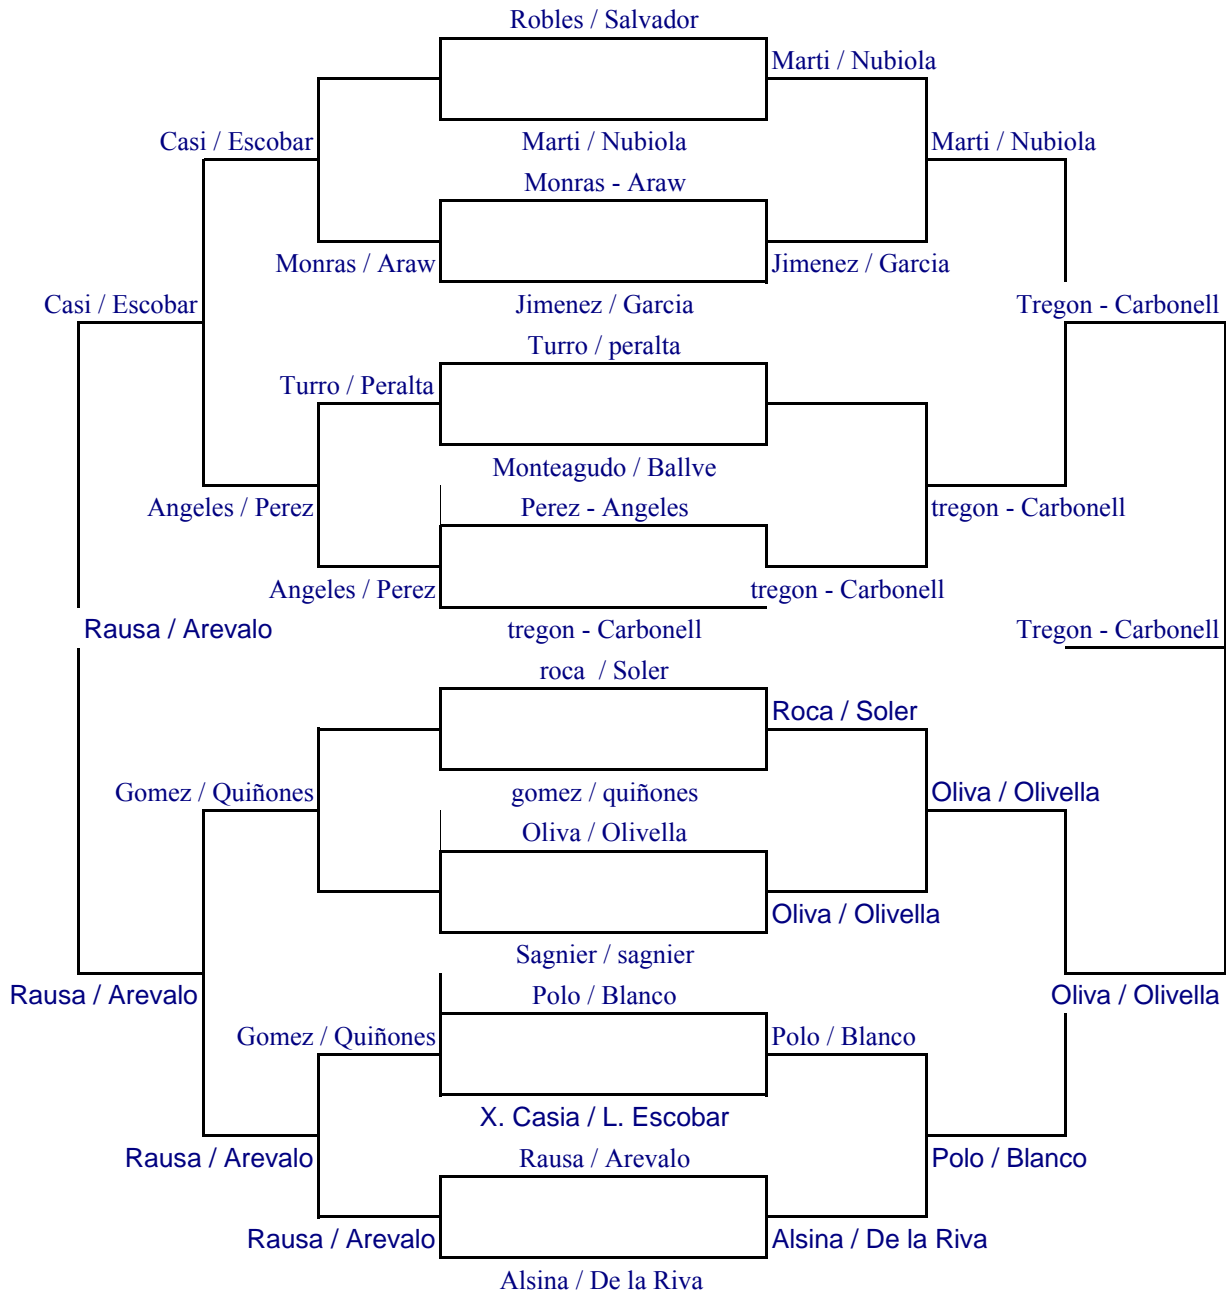 Robles / Salvador
Marti / Nubiola
Casi / Escobar
Marti / Nubiola
Marti / Nubiola
Monras - Araw
Monras / Araw
Jimenez / Garcia
Casi / Escobar
Jimenez / Garcia
Tregon - Carbonell
Turro / peralta
Turro / Peralta
Monteagudo / Ballve
Angeles / Perez
Perez - Angeles
tregon - Carbonell
Angeles / Perez
tregon - Carbonell
Rausa / Arevalo
tregon - Carbonell
Tregon - Carbonell
roca  / Soler
Roca / Soler
Gomez / Quiñones
gomez / quiñones
Oliva / Olivella
Oliva / Olivella
Oliva / Olivella
Sagnier / sagnier
Rausa / Arevalo
Polo / Blanco
Oliva / Olivella
Gomez / Quiñones
Polo / Blanco
X. Casia / L. Escobar
Rausa / Arevalo
Rausa / Arevalo
Polo / Blanco
Rausa / Arevalo
Alsina / De la Riva
Alsina / De la Riva